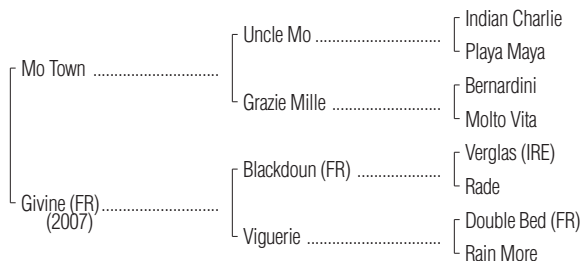 Indian Charlie
Uncle Mo
Playa Maya
Mo Town
Bernardini
Grazie Mille
Molto Vita
Verglas (IRE)
Blackdoun (FR)
Rade
Givine (FR)
(2007)
Double Bed (FR)
Viguerie
Rain More